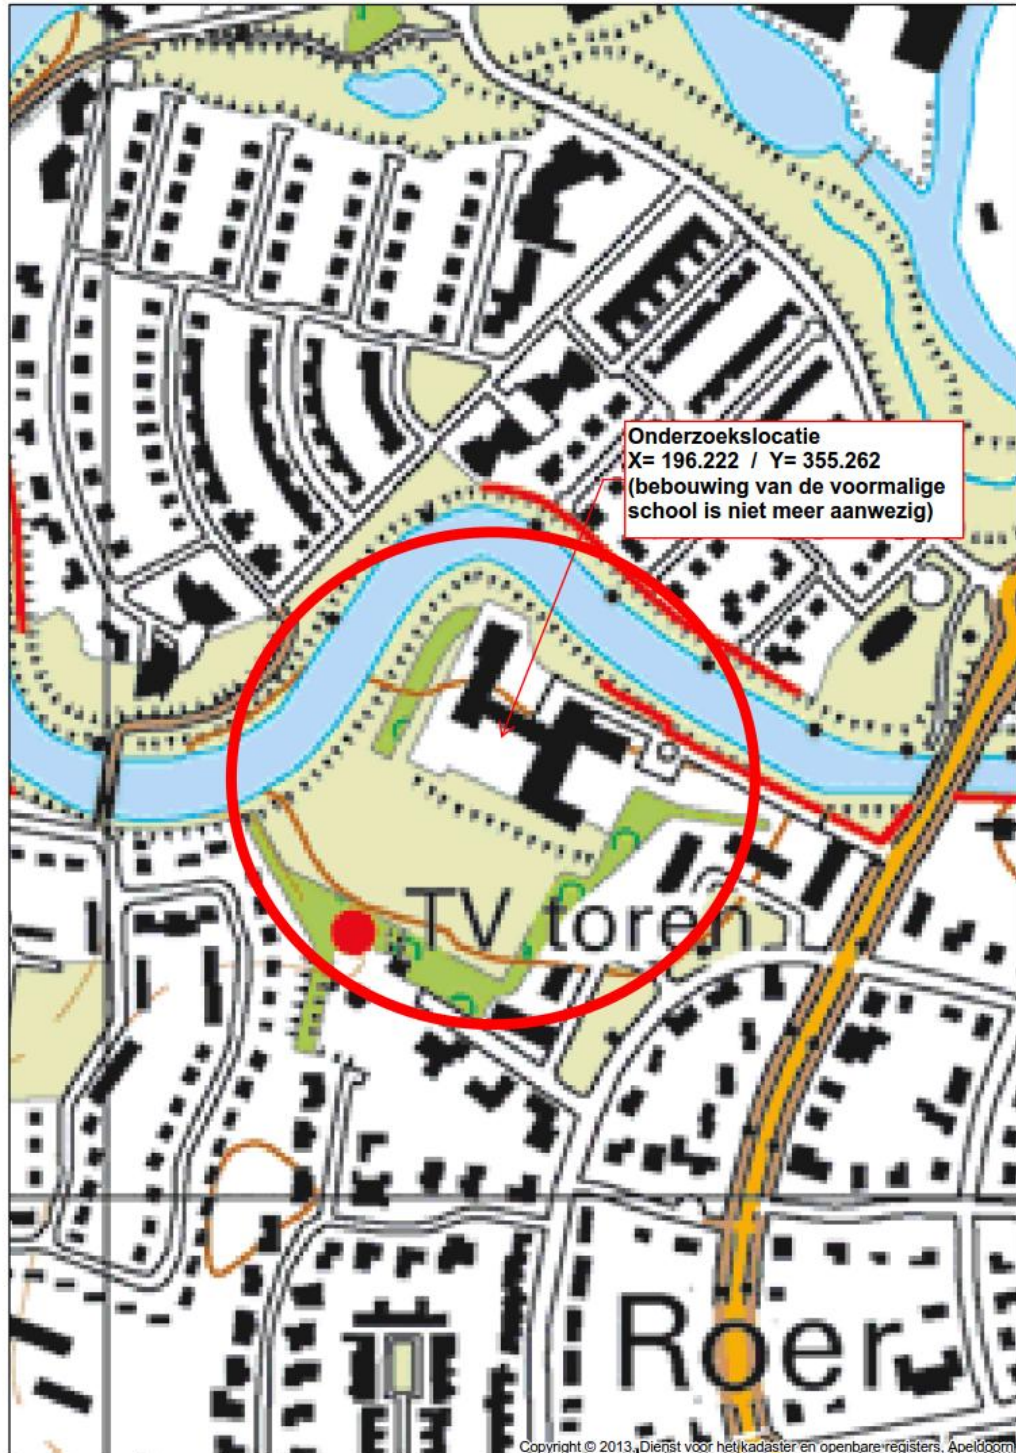 Onderzoekslocatie
X= 196.222 / Y= 355.262
(bebouwing van de voormalige
school is niet meer aanwezig)
TV toren
Roer
Copyright © 2013, Dienst voor het kadaster en openbare registers, Apeldoorn